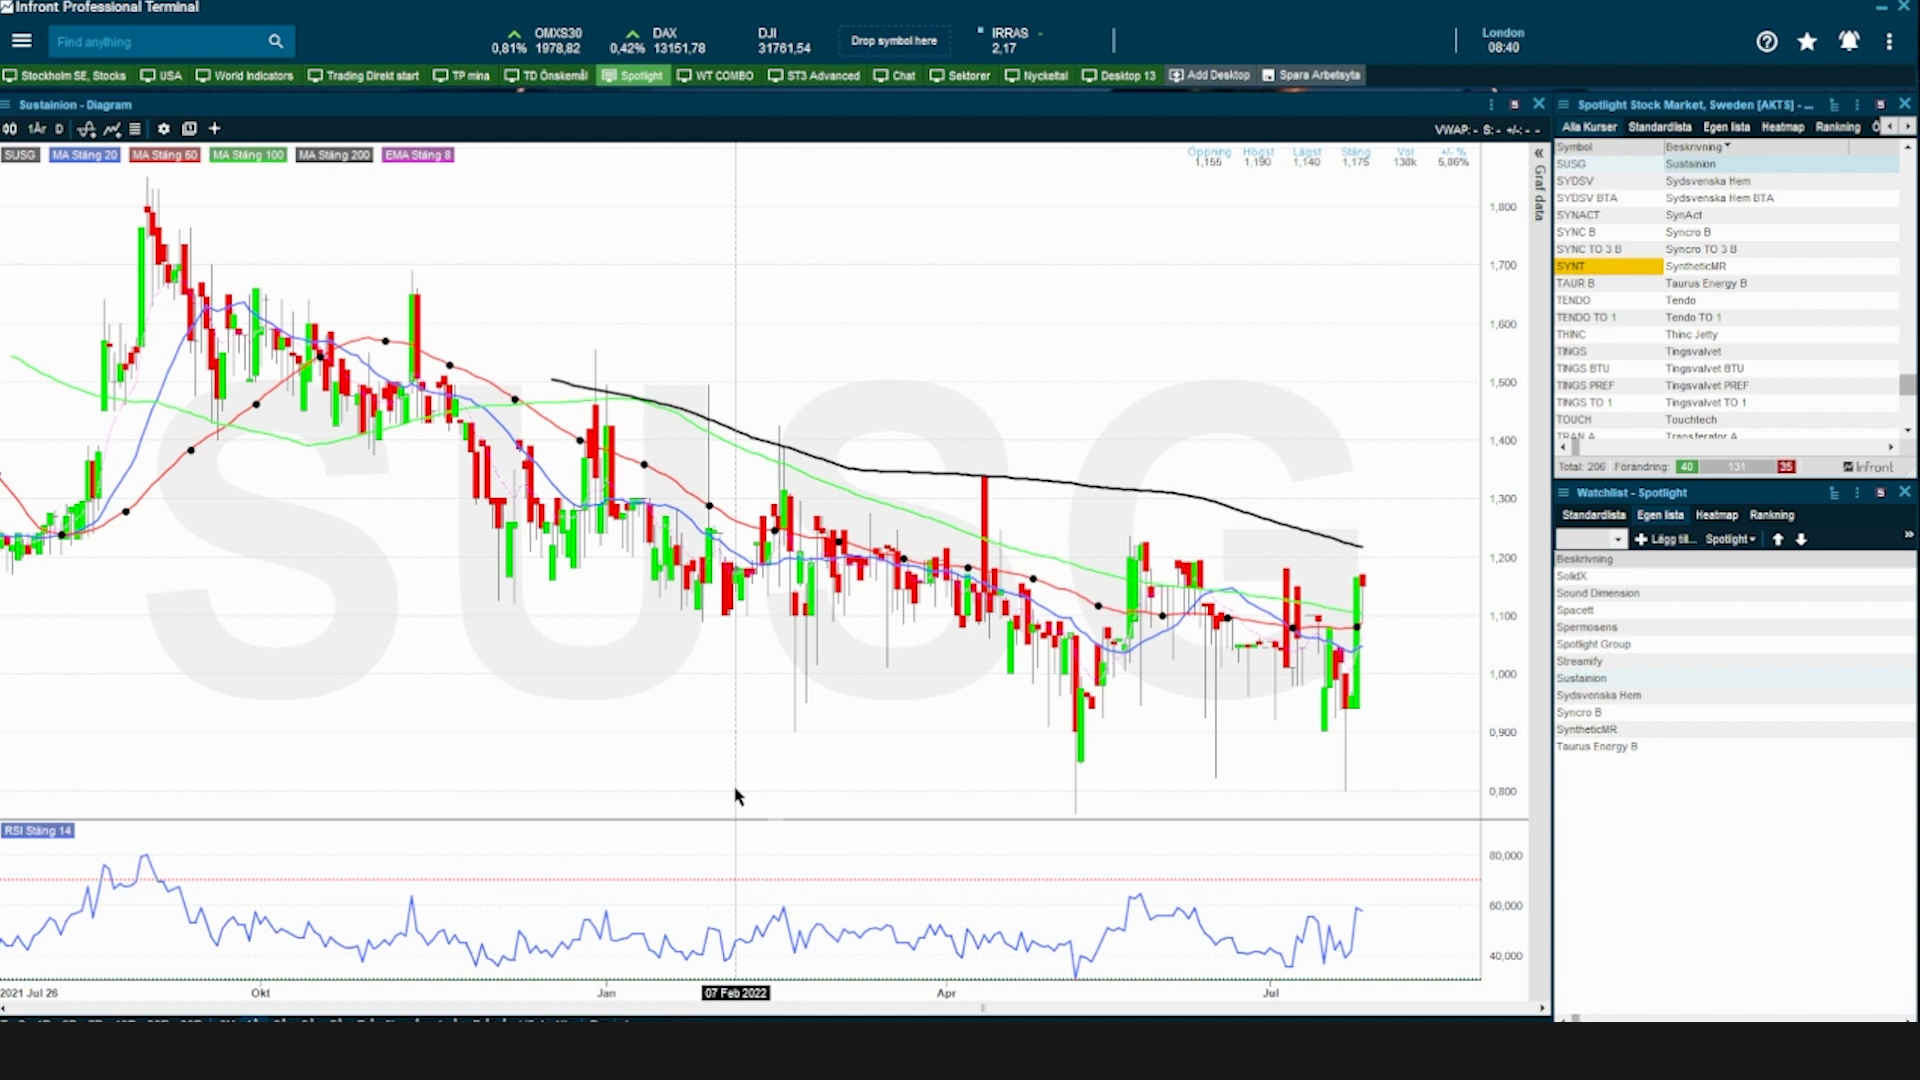 Infront Professional Terminal
Find anything
OMXS30
0,81% 1978,82
DAX
0,42% 13151,78
DJI
31761,54
Drop symbol here
IRRAS
2,17
London
08:40
Stockholm SE, Stocks USA World Indicators Trading Direkt start TP mina TD Önskemål Spotlight WT COMBO ST3 Advanced Chat Sektorer Nyckeltal Desktop 13 Add Desktop Spara Arbetsyta
Sustainion - Diagram
1År D
VWAP: - S: - +/-: - -
SUSG MA Stäng 20 MA Stäng 50 MA Stäng 100 MA Stäng 200 EMA Stäng 8
Öppning Högst Lägst Stäng Vol +/- %
1,155 1,190 1,140 1,175 138k 5,86%
Graf data
SUSG
1,800
1,700
1,600
1,500
1,400
1,300
1,200
1,100
1,000
0,900
0,800
RSI Stäng 14
80,000
60,000
40,000
2021 Jul 26 Okt Jan 07 Feb 2022 Apr Jul
Spotlight Stock Market, Sweden [AKTS] - ...
Alla Kurser Standardlista Egen lista Heatmap Rankning
Symbol Beskrivning
SUSG Sustainion
SYDSV Sydsvenska Hem
SYDSV BTA Sydsvenska Hem BTA
SYNACT SynAct
SYNC B Syncro B
SYNC TO 3 B Syncro TO 3 B
SYNT SyntheticMR
TAUR B Taurus Energy B
TENDO Tendo
TENDO TO 1 Tendo TO 1
THINC Thinc Jetty
TINGS Tingsvalvet
TINGS BTU Tingsvalvet BTU
TINGS PREF Tingsvalvet PREF
TINGS TO 1 Tingsvalvet TO 1
TOUCH Touchtech
TRAN A Transferator A
Total: 206 Förändring: 40 131 35 Infront
Watchlist - Spotlight
Standardlista Egen lista Heatmap Rankning
Lägg till... Spotlight
Beskrivning
SolidX
Sound Dimension
Spacett
Spermosens
Spotlight Group
Streamify
Sustainion
Sydsvenska Hem
Syncro B
SyntheticMR
Taurus Energy B